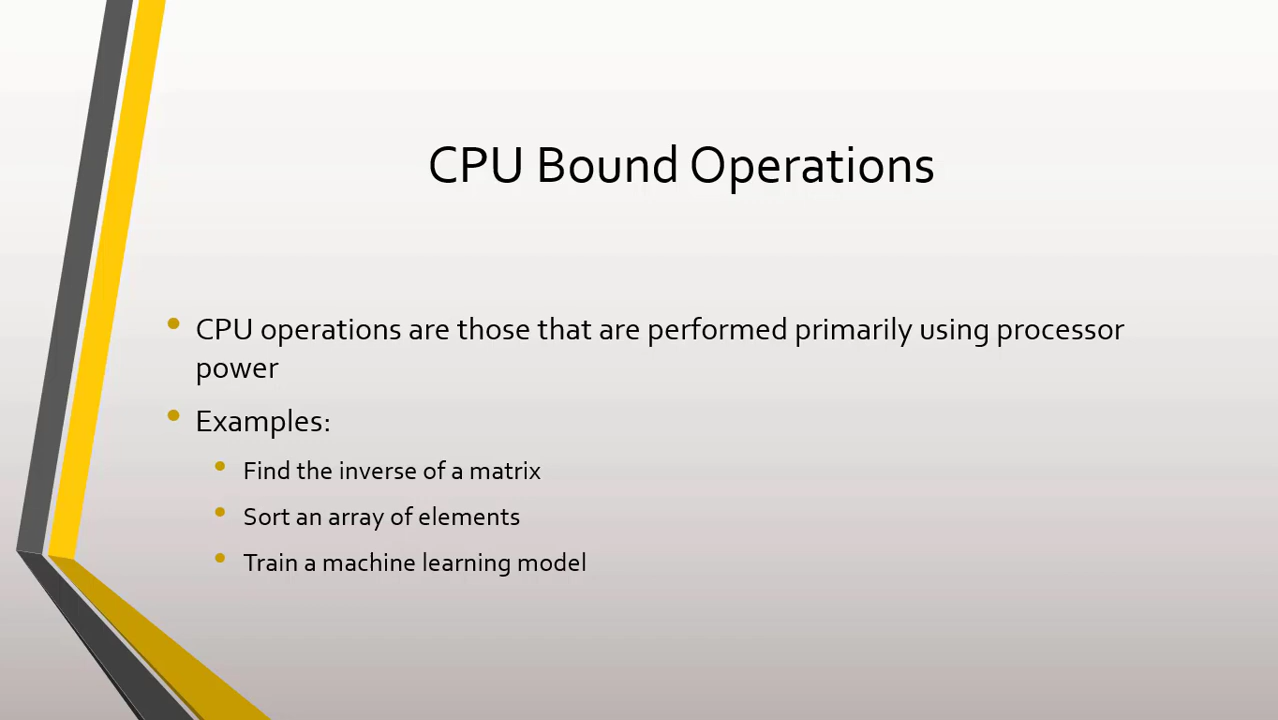 CPU Bound Operations
• CPU operations are those that are performed primarily using processor
power
• Examples:
• Find the inverse of a matrix
• Sort an array of elements
• Train a machine learning model